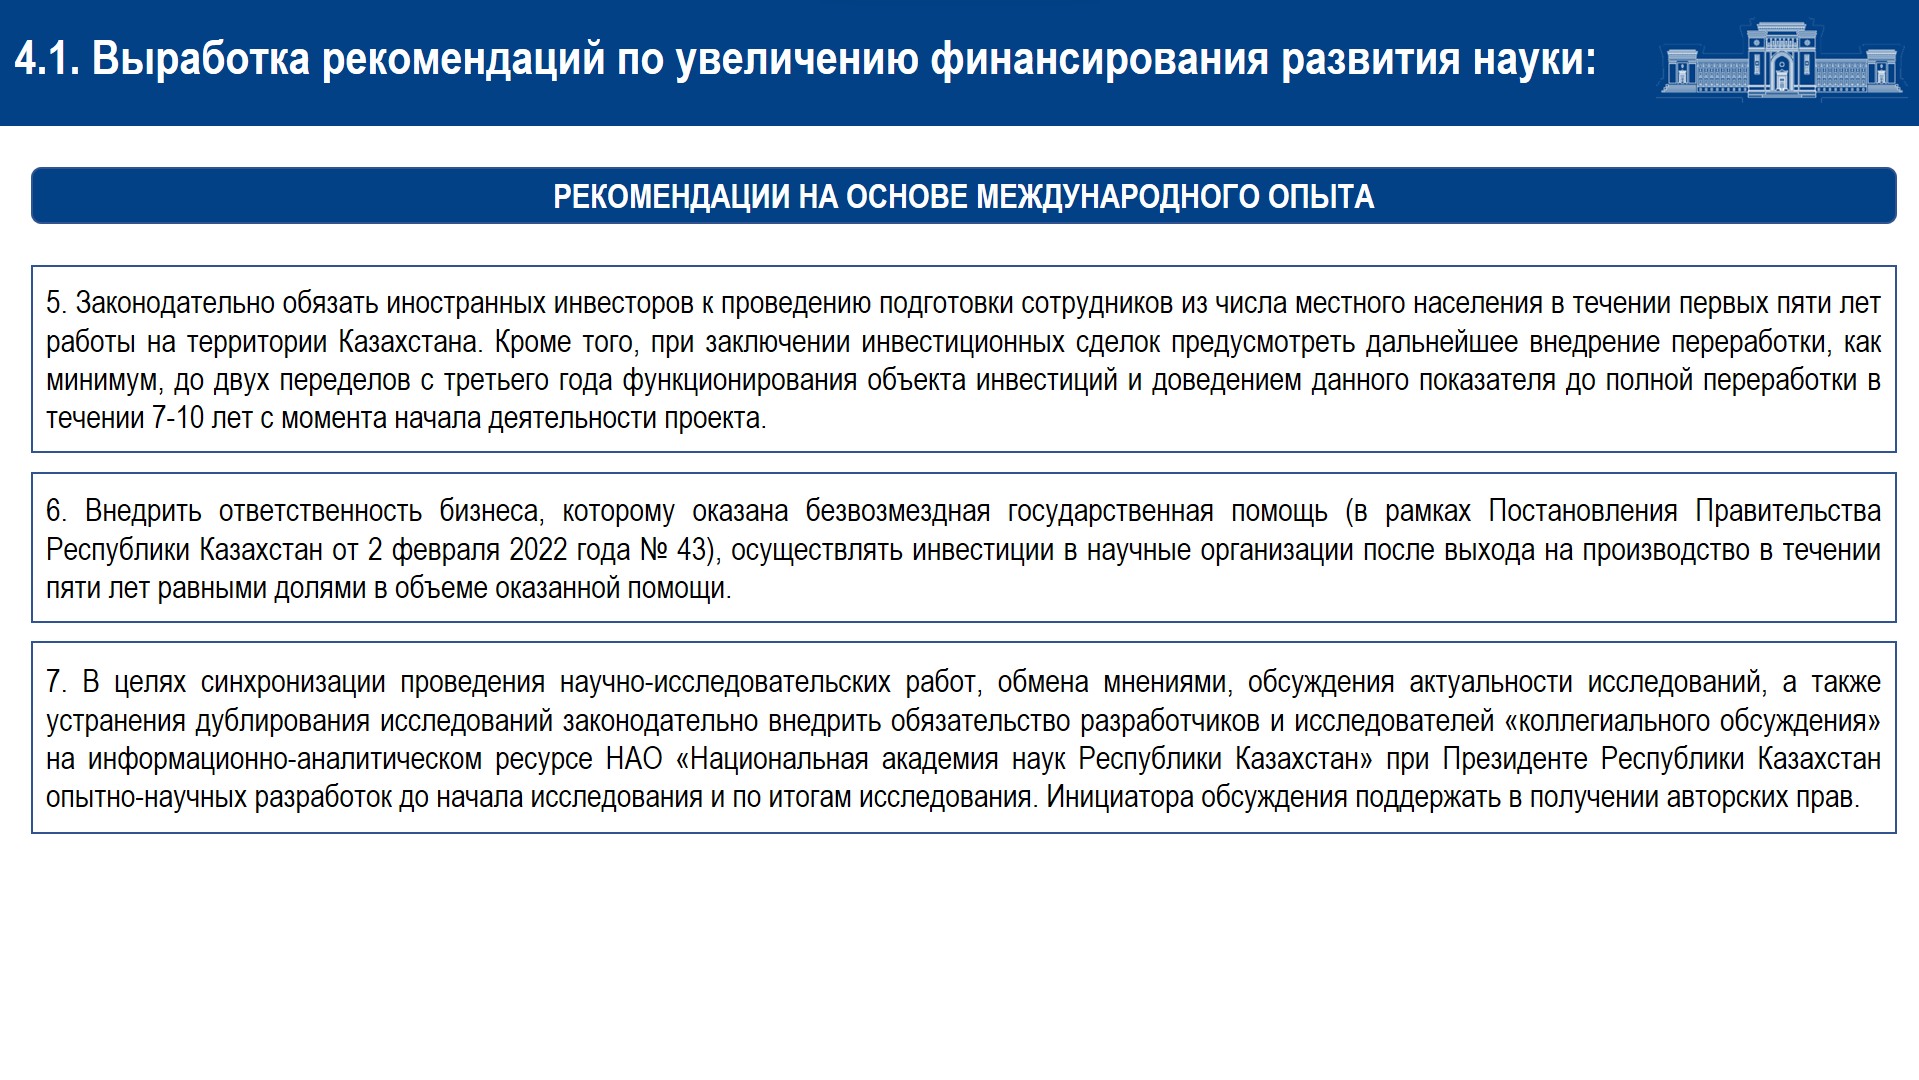 4.1. Выработка рекомендаций по увеличению финансирования развития науки:
РЕКОМЕНДАЦИИ НА ОСНОВЕ МЕЖДУНАРОДНОГО ОПЫТА
5. Законодательно обязать иностранных инвесторов к проведению подготовки сотрудников из числа местного населения в течении первых пяти лет
работы на территории Казахстана. Кроме того, при заключении инвестиционных сделок предусмотреть дальнейшее внедрение переработки, как
минимум, до двух переделов с третьего года функционирования объекта инвестиций и доведением данного показателя до полной переработки в
течении 7-10 лет с момента начала деятельности проекта.
6. Внедрить ответственность бизнеса, которому оказана безвозмездная государственная помощь (в рамках Постановления Правительства
Республики Казахстан от 2 февраля 2022 года № 43), осуществлять инвестиции в научные организации после выхода на производство в течении
пяти лет равными долями в объеме оказанной помощи.
7. В целях синхронизации проведения научно-исследовательских работ, обмена мнениями, обсуждения актуальности исследований, а также
устранения дублирования исследований законодательно внедрить обязательство разработчиков и исследователей «коллегиального обсуждения»
на информационно-аналитическом ресурсе НАО «Национальная академия наук Республики Казахстан» при Президенте Республики Казахстан
опытно-научных разработок до начала исследования и по итогам исследования. Инициатора обсуждения поддержать в получении авторских прав.